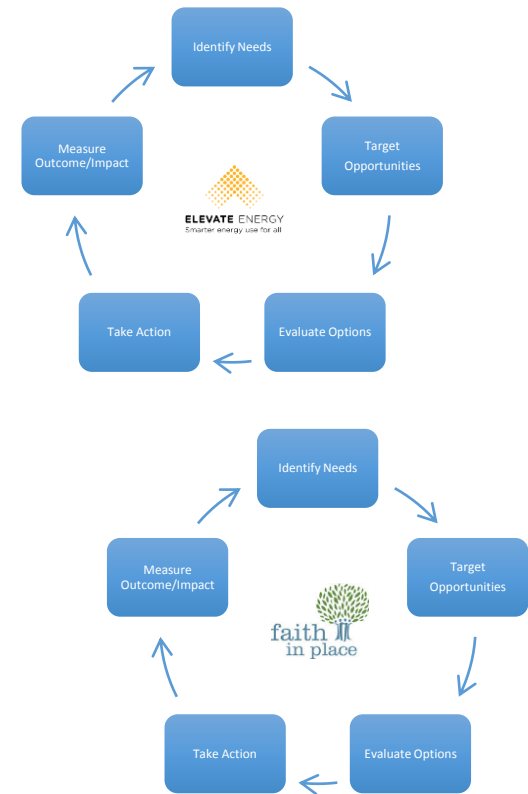 Identify Needs
Target
Opportunities
Evaluate Options
Take Action
Measure
Outcome/Impact
ELEVATE ENERGY
Smarter energy use for all
Identify Needs
Target
Opportunities
Evaluate Options
Take Action
Measure
Outcome/Impact
faith
in place